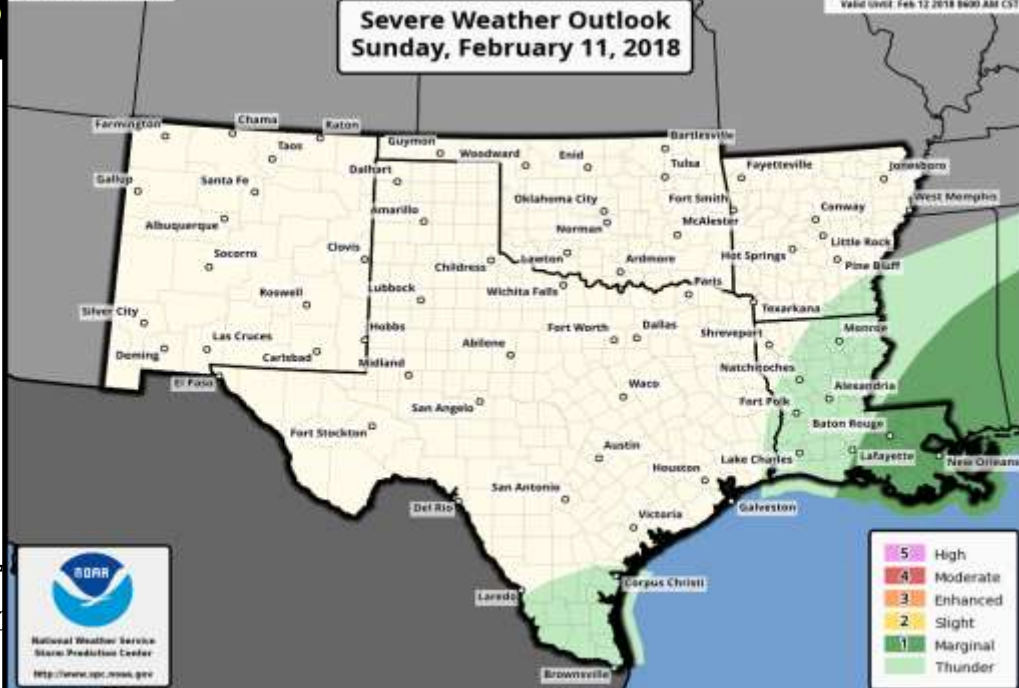 Valid Until: Feb 12 2018 0600 AM CST
Severe Weather Outlook
Sunday, February 11, 2018
Farmington
Chama
Raton
Taos
Guymon
Woodward
Enid
Bartlesville
Tulsa
Fayetteville
Jonesboro
Gallup
Santa Fe
Dalhart
Oklahoma City
Fort Smith
West Memphis
Albuquerque
Amarillo
Norman
McAlester
Conway
Socorro
Clovis
Childress
Lawton
Ardmore
Hot Springs
Little Rock
Pine Bluff
Roswell
Lubbock
Wichita Falls
Paris
Texarkana
Silver City
Las Cruces
Hobbs
Fort Worth
Dallas
Shreveport
Monroe
Deming
Carlsbad
Midland
Abilene
Natchitoches
El Paso
Waco
Alexandria
San Angelo
Fort Polk
Baton Rouge
Fort Stockton
Austin
Houston
Lake Charles
Lafayette
New Orleans
Del Rio
San Antonio
Galveston
Victoria
Laredo
Corpus Christi
Brownsville
NOAA
National Weather Service
Storm Prediction Center
http://www.spc.noaa.gov
5 High
4 Moderate
3 Enhanced
2 Slight
1 Marginal
Thunder